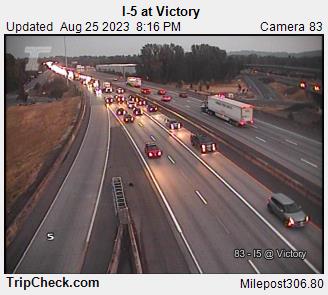 I-5 at Victory
Updated Aug 25 2023 8:16 PM Camera 83
S
83 - I5 @ Victory
TripCheck.com Milepost306.80